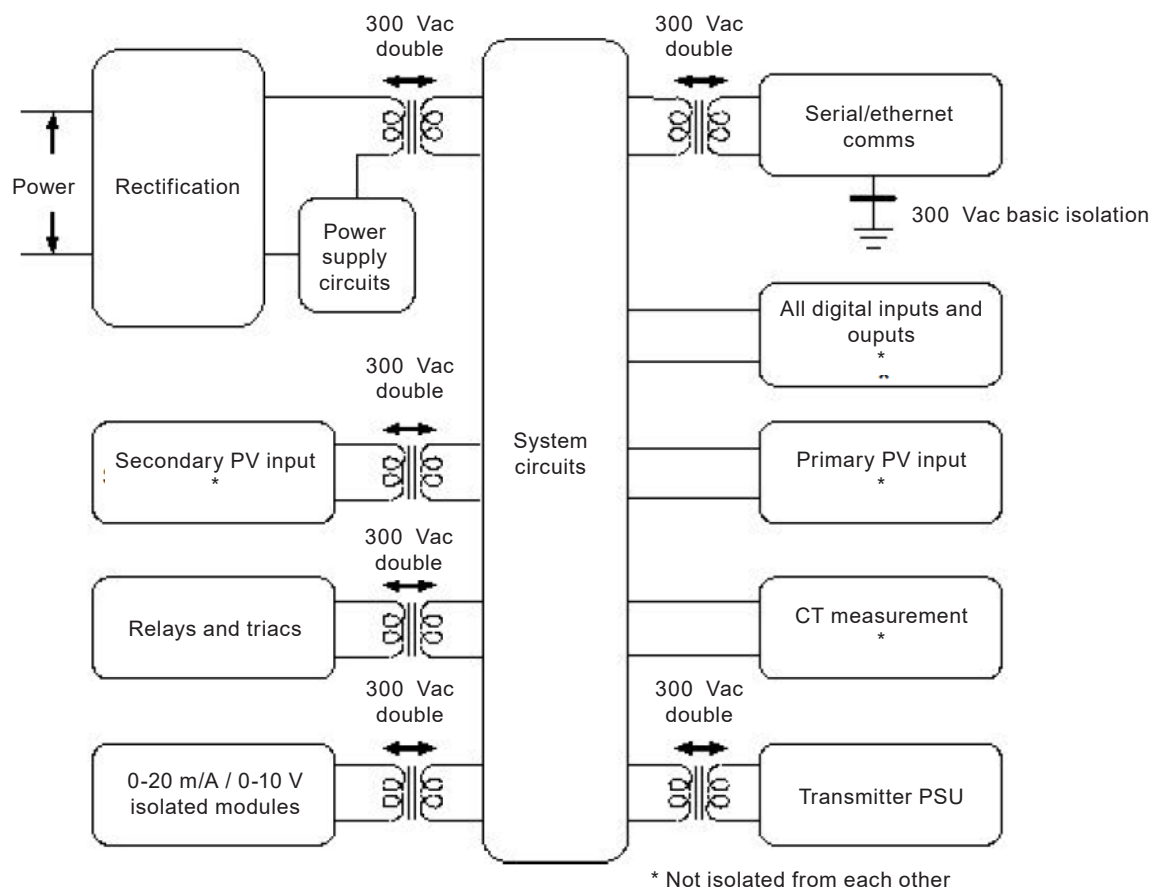 300 Vac
double
300 Vac
double
Power
Rectification
Power
supply
circuits
Serial/ethernet
comms
300 Vac basic isolation
All digital inputs and
ouputs
*
300 Vac
double
Secondary PV input
*
System
circuits
Primary PV input
*
300 Vac
double
Relays and triacs
CT measurement
*
300 Vac
double
300 Vac
double
0-20 m/A / 0-10 V
isolated modules
Transmitter PSU
* Not isolated from each other